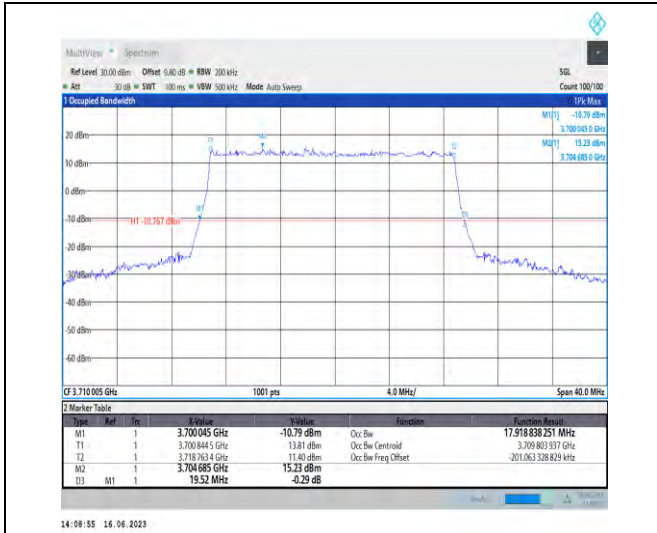 MultiView Spectrum
Ref Level 30.00 dBm Offset 0.80 dB RBW 200 kHz SGL
Att 30 dB SWT 100 ms VBW 500 kHz Mode Auto Sweep Count 100/100
1 Occupied Bandwidth 1Pk Max
M1[1] -10.79 dBm
3.700 045 0 GHz
M2[1] 15.23 dBm
3.704 685 0 GHz
20 dBm
10 dBm
0 dBm
-10 dBm
H1 -10.767 dBm
-20 dBm
-30 dBm
-40 dBm
-50 dBm
-60 dBm
T1
M2
T2
M1
D3
CF 3.710 005 GHz 1001 pts 4.0 MHz/ Span 40.0 MHz
2 Marker Table
Type Ref Trc X-Value Y-Value Function Function Result
M1 1 3.700 045 GHz -10.79 dBm Occ Bw 17.918 838 251 MHz
T1 1 3.700 844 5 GHz 13.81 dBm Occ Bw Centroid 3.709 803 937 GHz
T2 1 3.718 763 4 GHz 11.40 dBm Occ Bw Freq Offset -201.063 328 829 kHz
M2 1 3.704 685 GHz 15.23 dBm
D3 M1 1 19.52 MHz -0.29 dB
14:08:55 16.06.2023